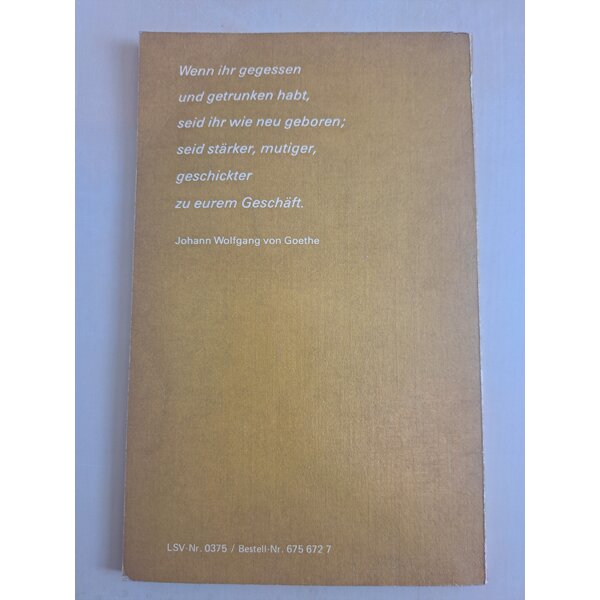 Wenn ihr gegessen
und getrunken habt,
seid ihr wie neu geboren;
seid stärker, mutiger,
geschickter
zu eurem Geschäft.
Johann Wolfgang von Goethe
LSV-Nr. 0375 / Bestell-Nr. 675 672 7